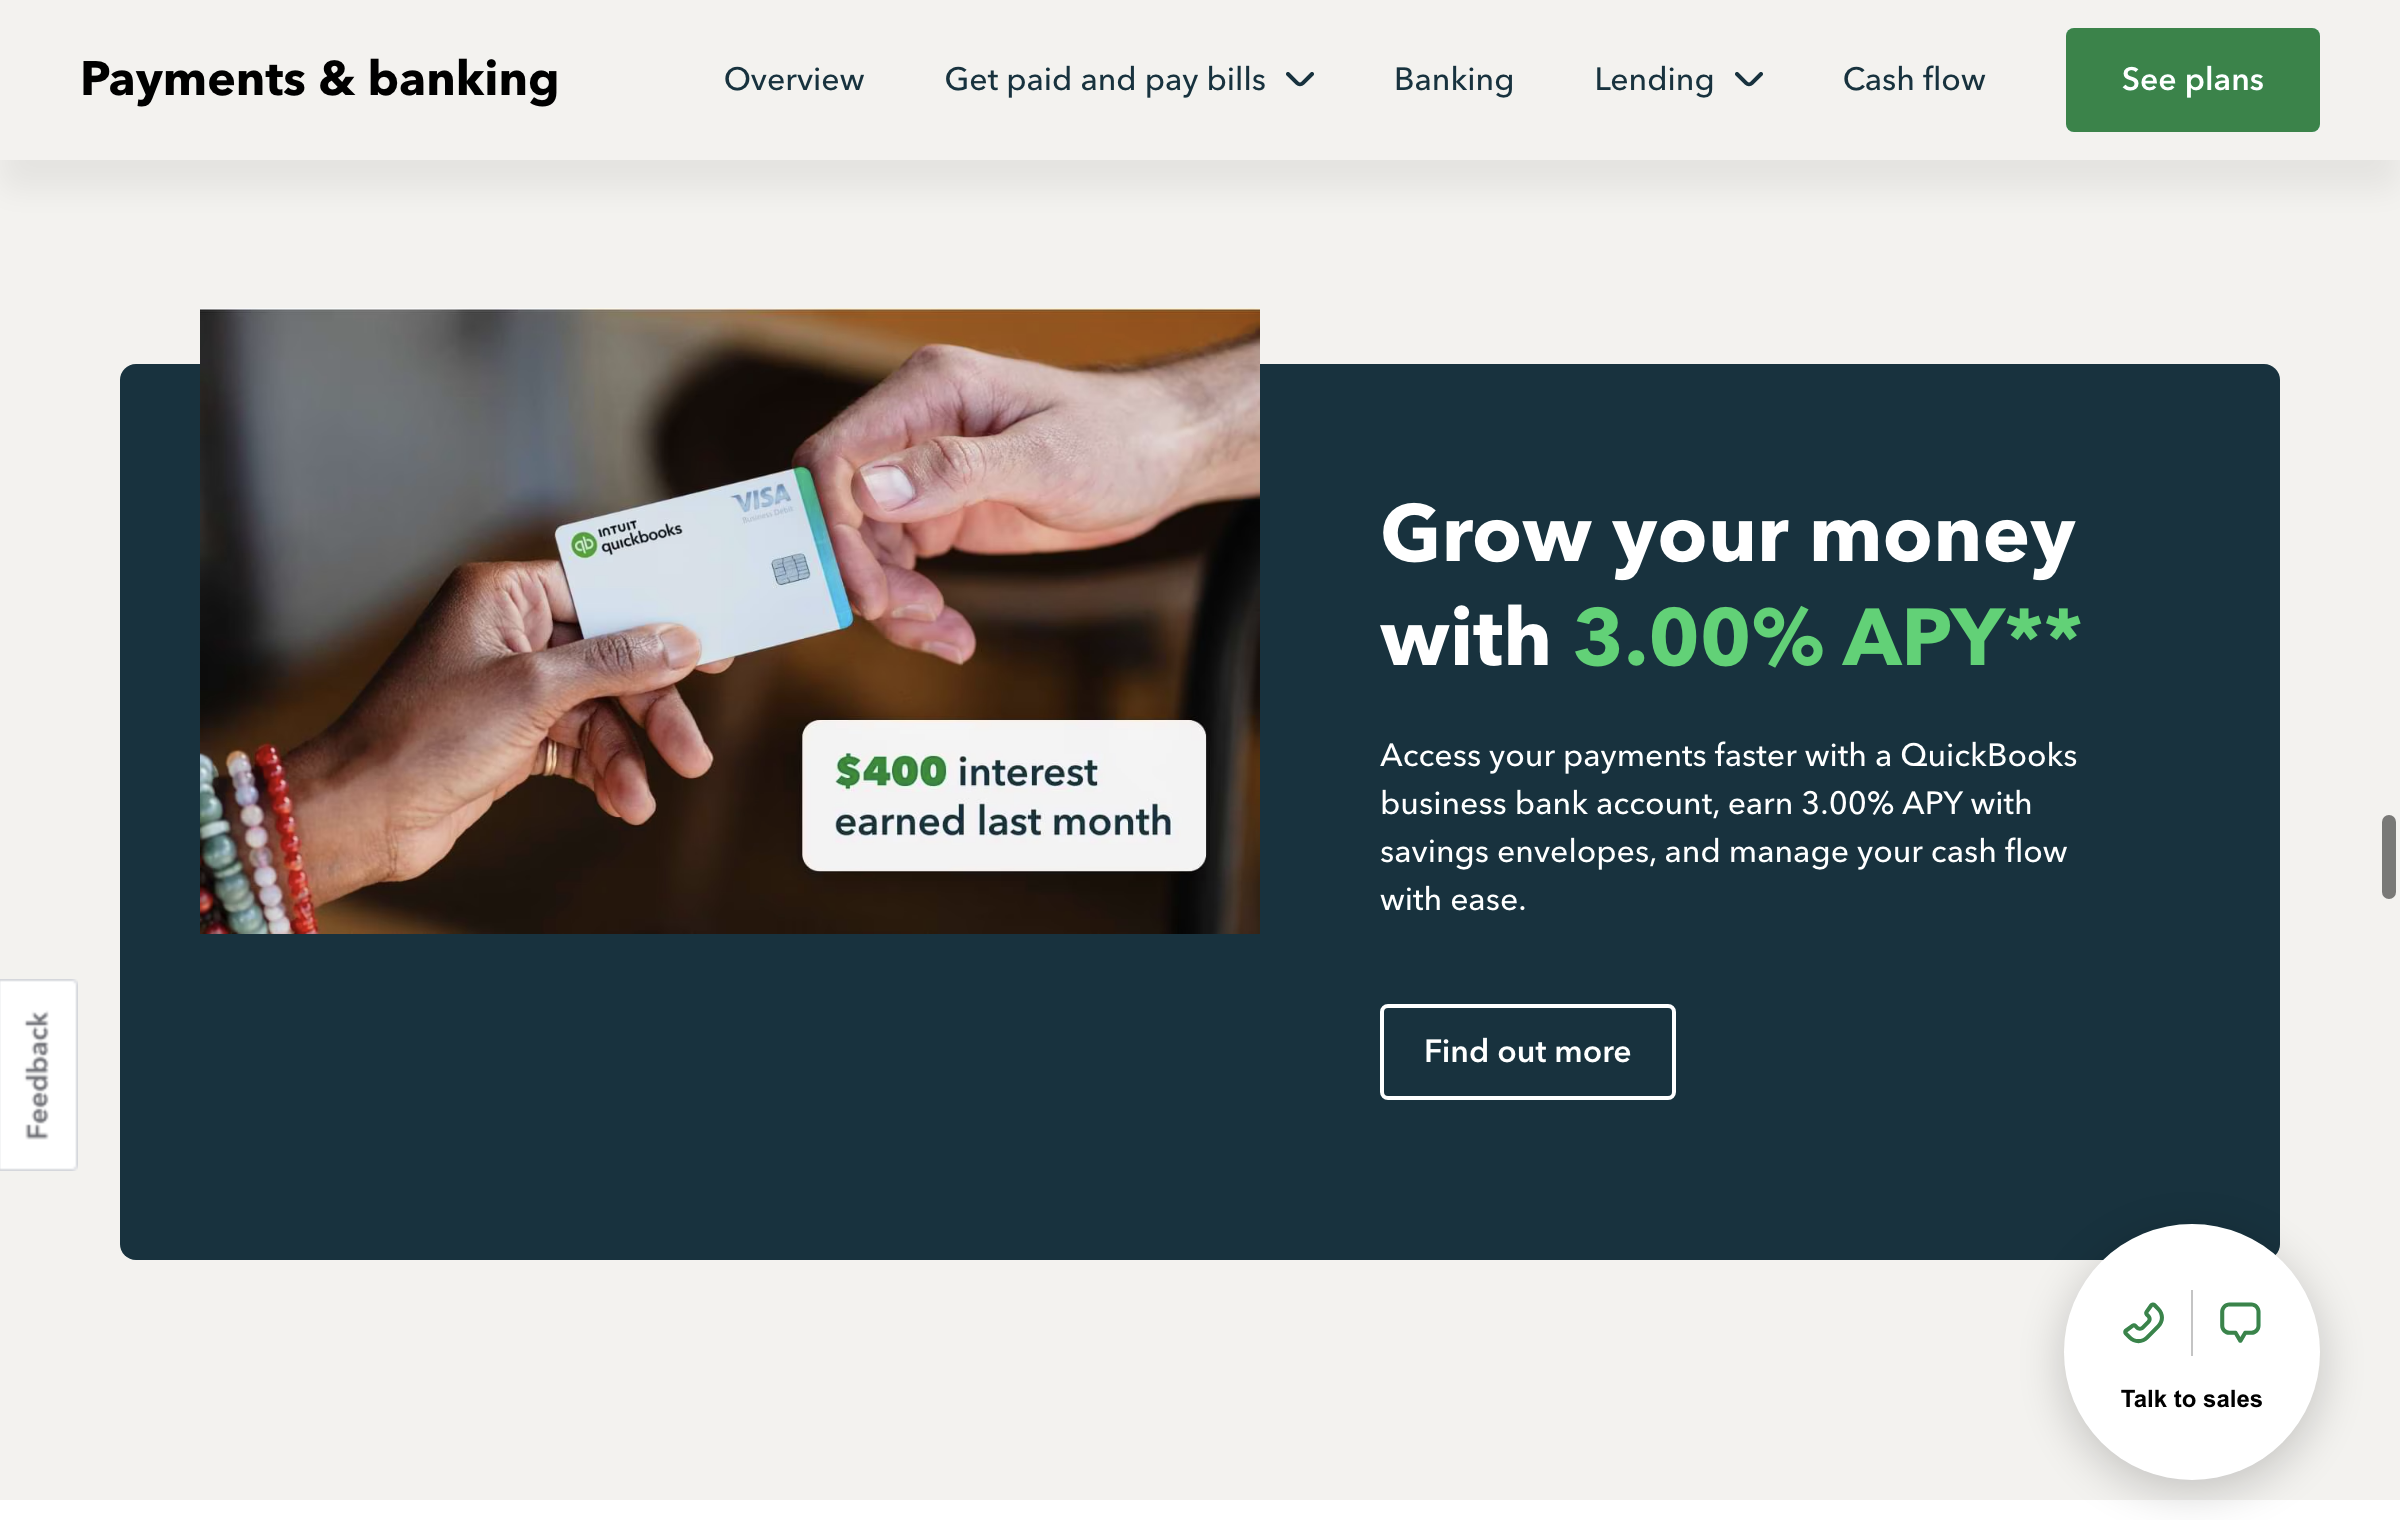 Payments & banking
Overview
Get paid and pay bills
Banking
Lending
Cash flow
See plans
INTUIT
quickbooks
qb
VISA
Business Debit
$400 interest
earned last month
Grow your money
with 3.00% APY**
Access your payments faster with a QuickBooks
business bank account, earn 3.00% APY with
savings envelopes, and manage your cash flow
with ease.
Find out more
Feedback
Talk to sales